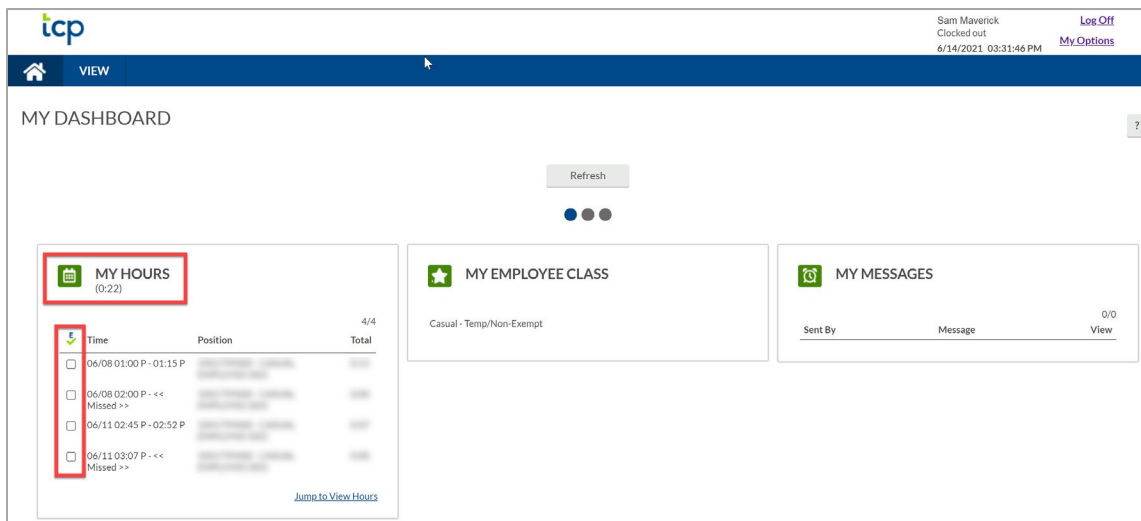 tcp
Sam Maverick
Log Off
Clocked out
6/14/2021 03:31:46 PM
My Options
VIEW
MY DASHBOARD
?
Refresh
MY HOURS
(0:22)
4/4
E Time Position Total
06/08 01:00 P - 01:15 P
06/08 02:00 P - <<
Missed >>
06/11 02:45 P - 02:52 P
06/11 03:07 P - <<
Missed >>
Jump to View Hours
MY EMPLOYEE CLASS
Casual - Temp/Non-Exempt
MY MESSAGES
0/0
Sent By Message View